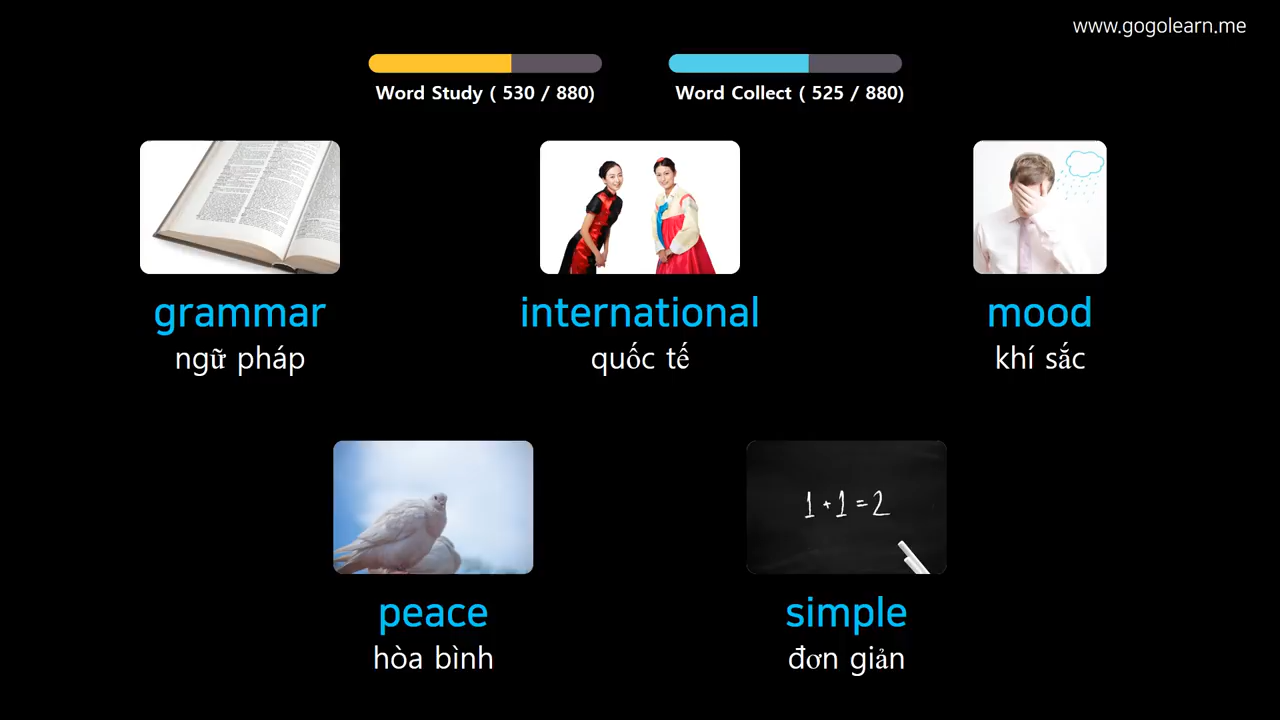 www.gogolearn.me
Word Study ( 530 / 880)
Word Collect ( 525 / 880)
grammar
ngữ pháp
international
quốc tế
mood
khí sắc
1+1=2
peace
hòa bình
simple
đơn giản